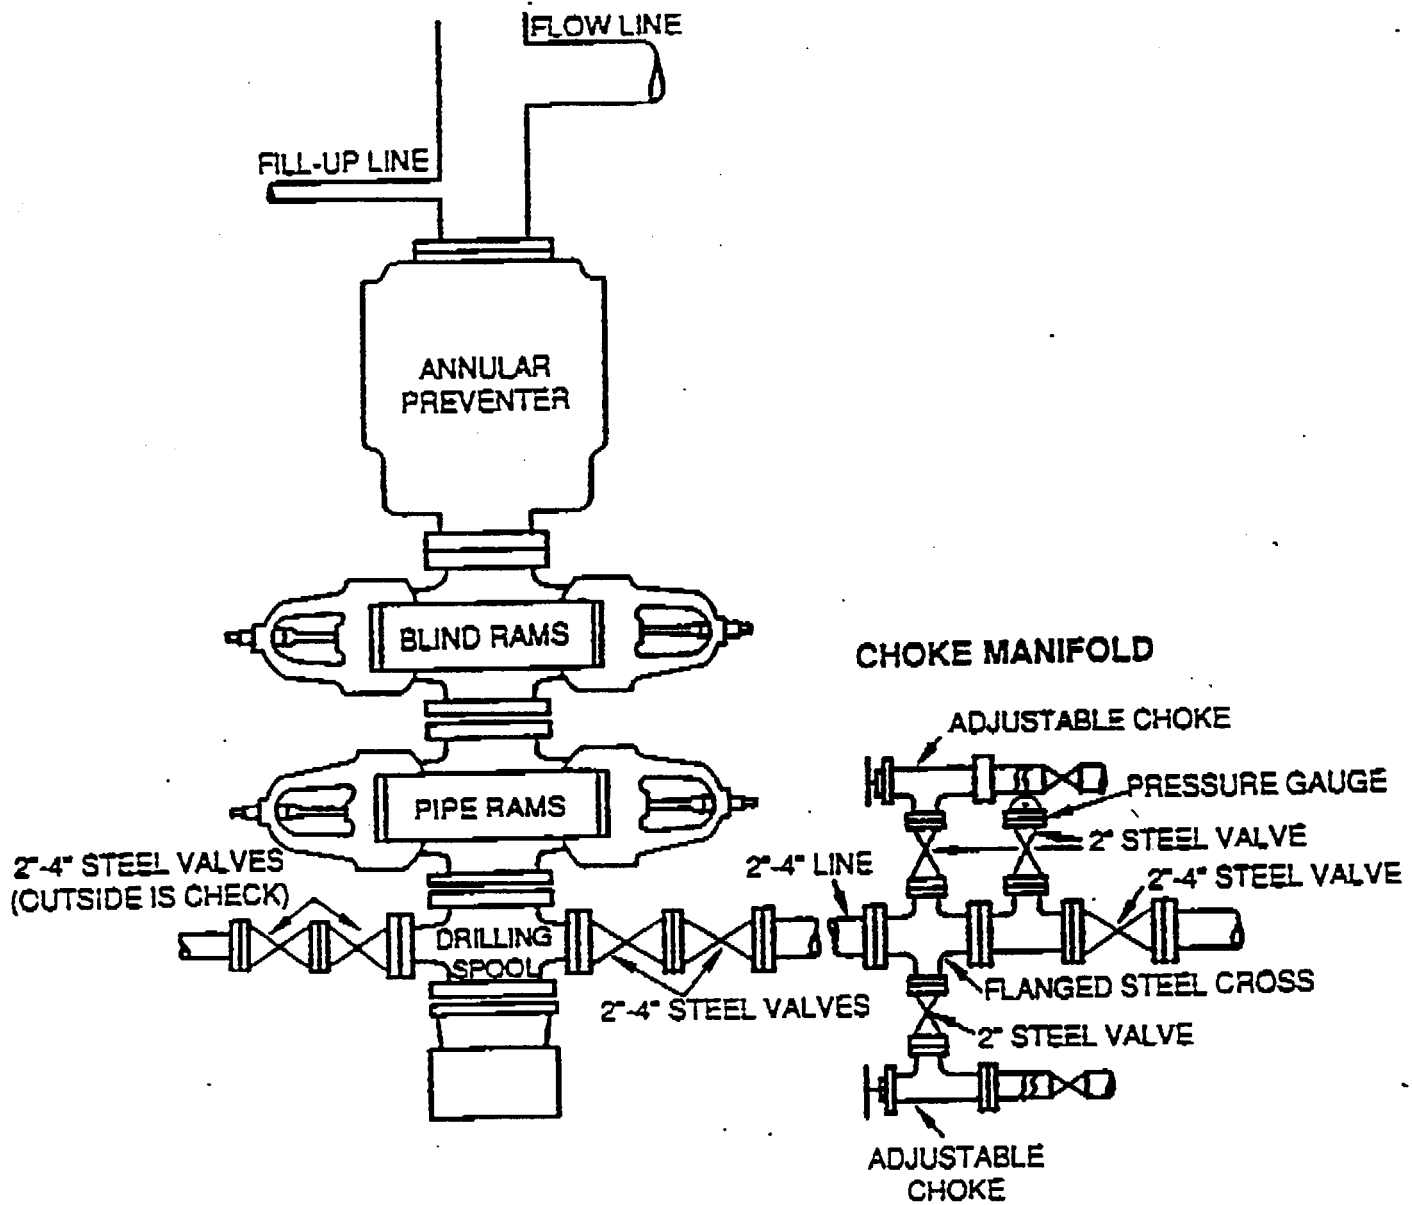 FLOW LINE
FILL-UP LINE
ANNULAR
PREVENTER
BLIND RAMS
CHOKE MANIFOLD
ADJUSTABLE CHOKE
PRESSURE GAUGE
PIPE RAMS
2" STEEL VALVE
2"-4" STEEL VALVES
(CUTSIDE IS CHECK)
2"-4" LINE
2"-4" STEEL VALVE
DRILLING
SPOOL
FLANGED STEEL CROSS
2"-4" STEEL VALVES
2" STEEL VALVE
ADJUSTABLE
CHOKE